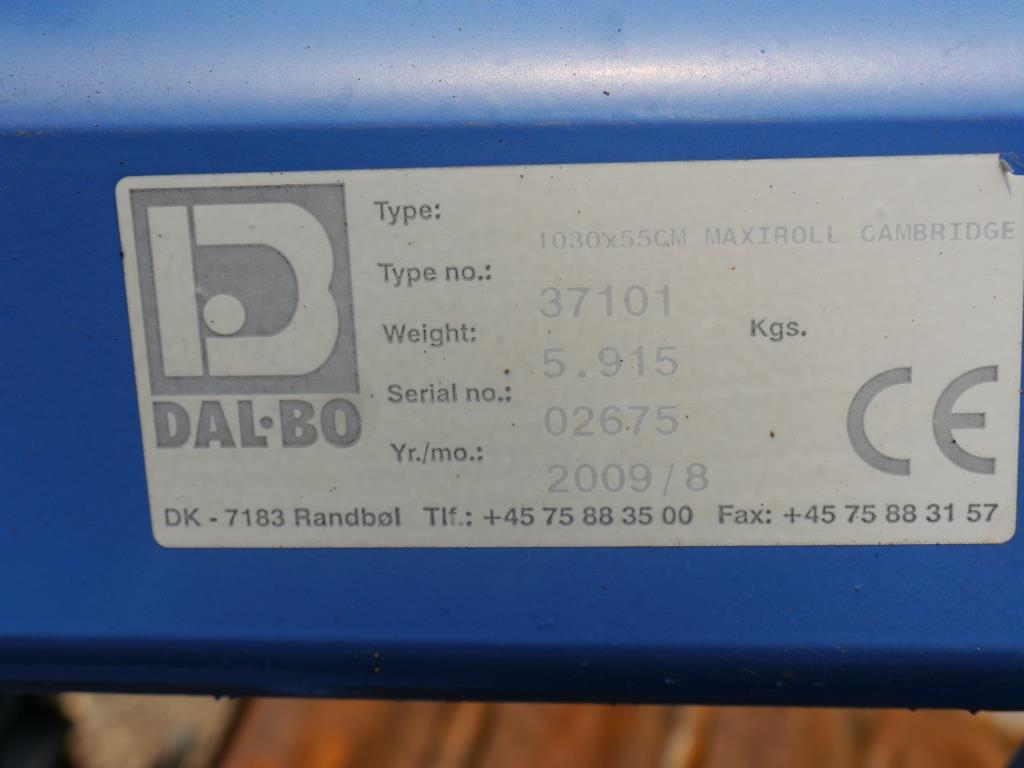 Type: 1030x55CM MAXIROLL CAMBRIDGE
Type no.: 37101
Weight: 5.915 Kgs.
Serial no.: 02675
Yr./mo.: 2009/8
DAL·BO
CE
DK - 7183 Randbøl Tlf.: +45 75 88 35 00 Fax: +45 75 88 31 57